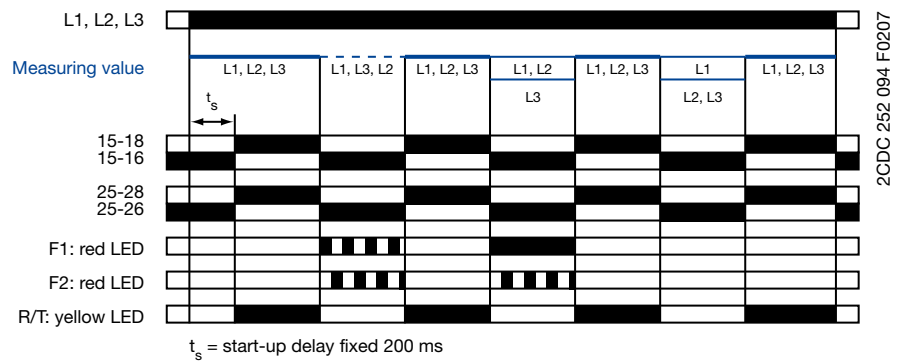 L1, L2, L3
Measuring value
L1, L2, L3
L1, L3, L2
L1, L2, L3
L1, L2
L3
L1, L2, L3
L1
L2, L3
L1, L2, L3
ts
15-18
15-16
25-28
25-26
F1: red LED
F2: red LED
R/T: yellow LED
ts = start-up delay fixed 200 ms
2CDC 252 094 F0207